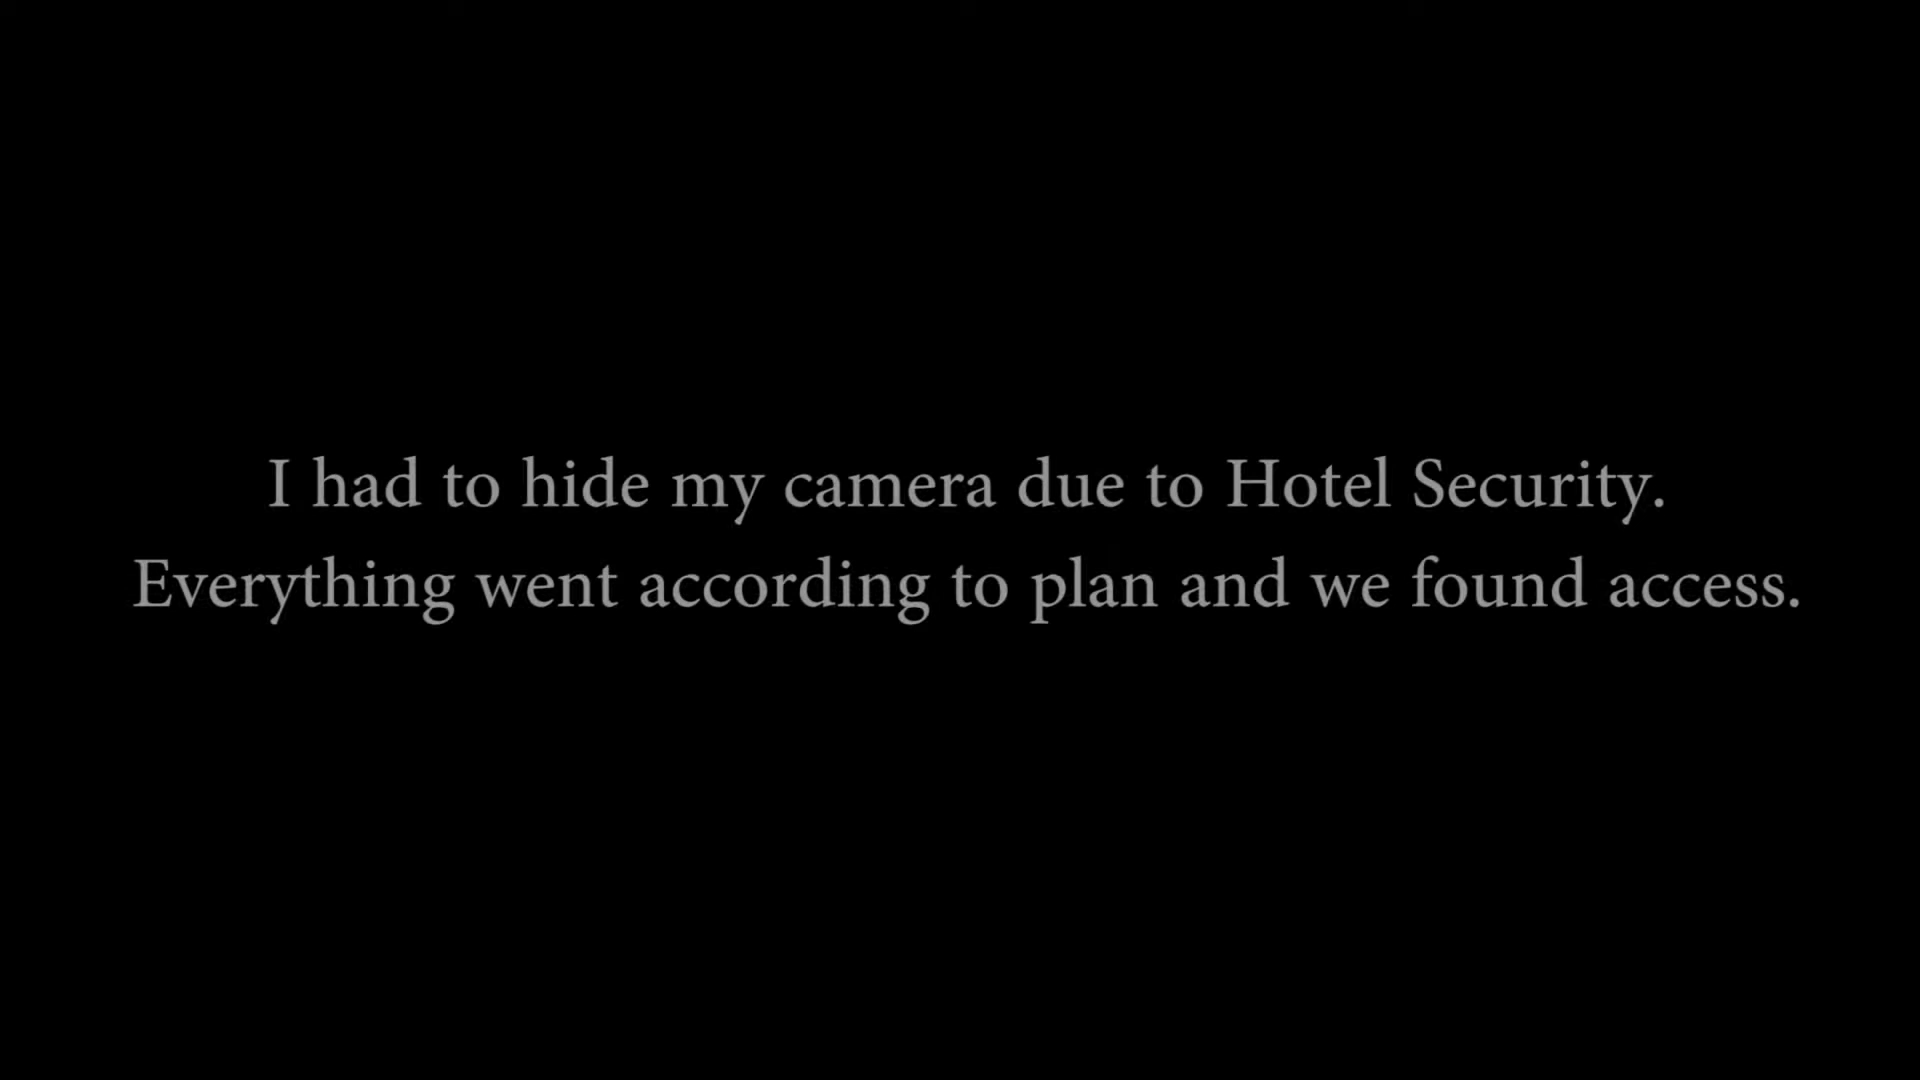 I had to hide my camera due to Hotel Security.
Everything went according to plan and we found access.